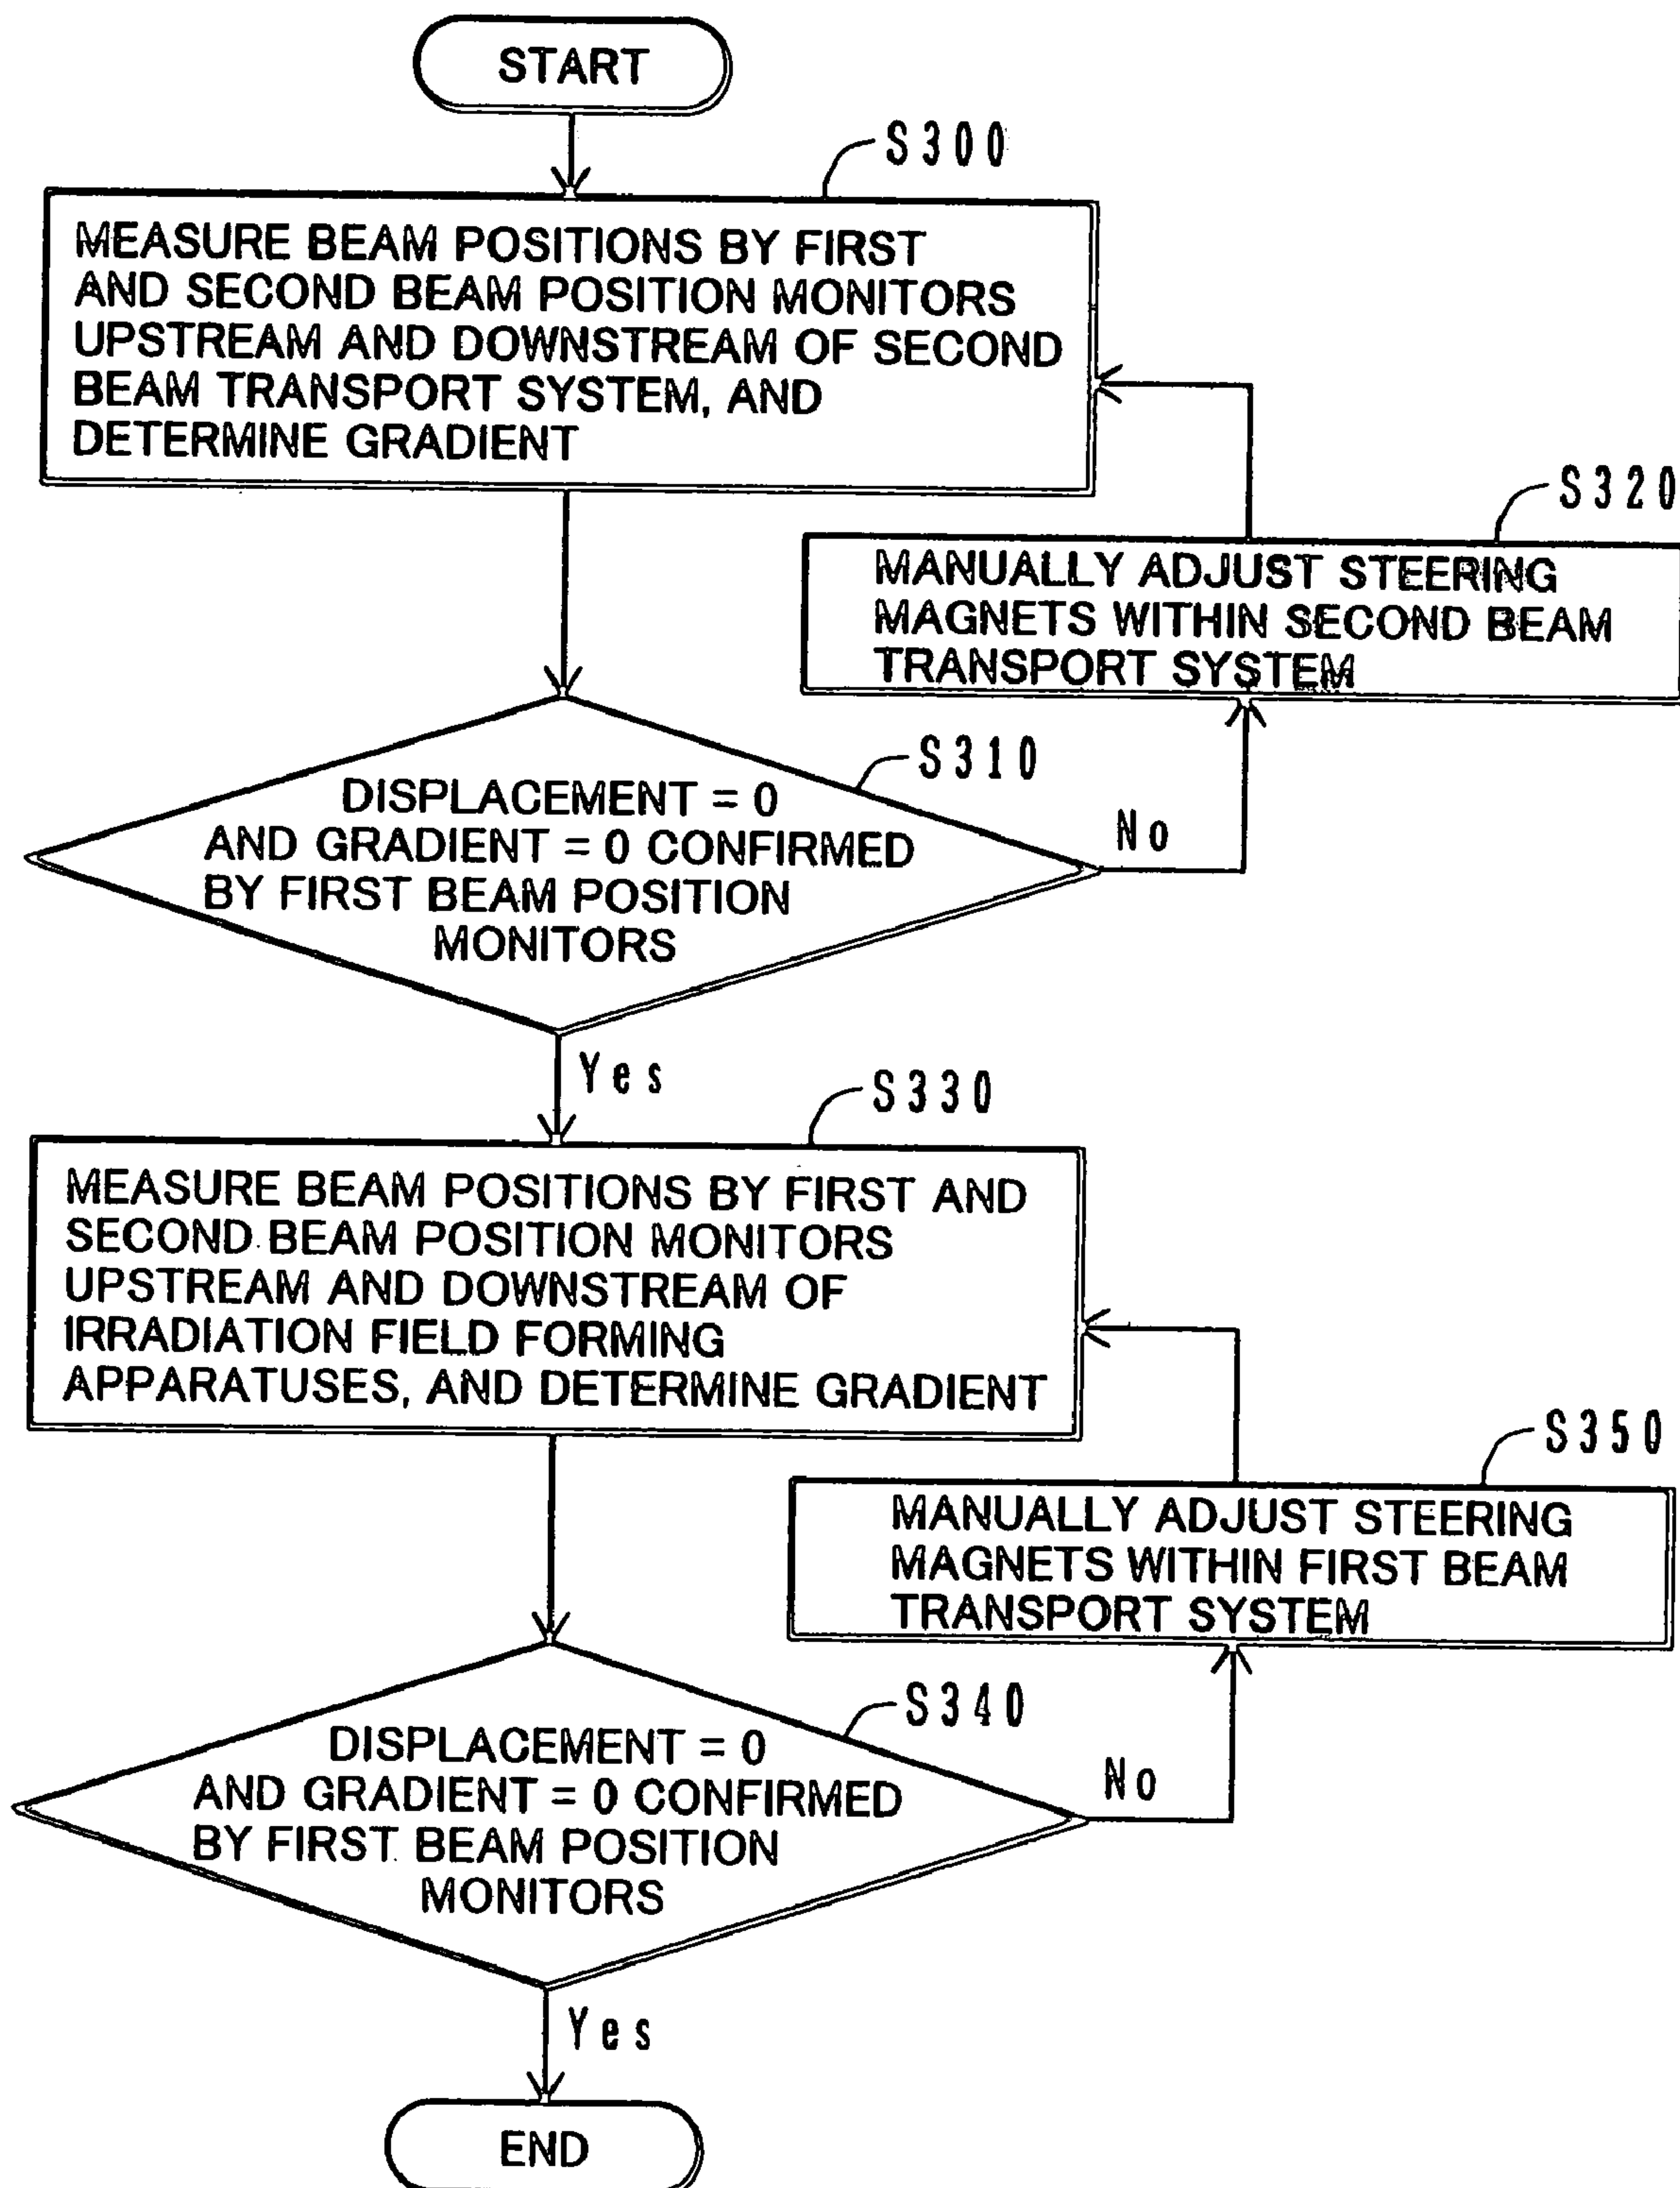 START
S300
MEASURE BEAM POSITIONS BY FIRST
AND SECOND BEAM POSITION MONITORS
UPSTREAM AND DOWNSTREAM OF SECOND
BEAM TRANSPORT SYSTEM, AND
DETERMINE GRADIENT
S320
MANUALLY ADJUST STEERING
MAGNETS WITHIN SECOND BEAM
TRANSPORT SYSTEM
S310
DISPLACEMENT = 0
AND GRADIENT = 0 CONFIRMED
BY FIRST BEAM POSITION
MONITORS
No
Yes
S330
MEASURE BEAM POSITIONS BY FIRST AND
SECOND BEAM POSITION MONITORS
UPSTREAM AND DOWNSTREAM OF
IRRADIATION FIELD FORMING
APPARATUSES, AND DETERMINE GRADIENT
S350
MANUALLY ADJUST STEERING
MAGNETS WITHIN FIRST BEAM
TRANSPORT SYSTEM
S340
DISPLACEMENT = 0
AND GRADIENT = 0 CONFIRMED
BY FIRST BEAM POSITION
MONITORS
No
Yes
END